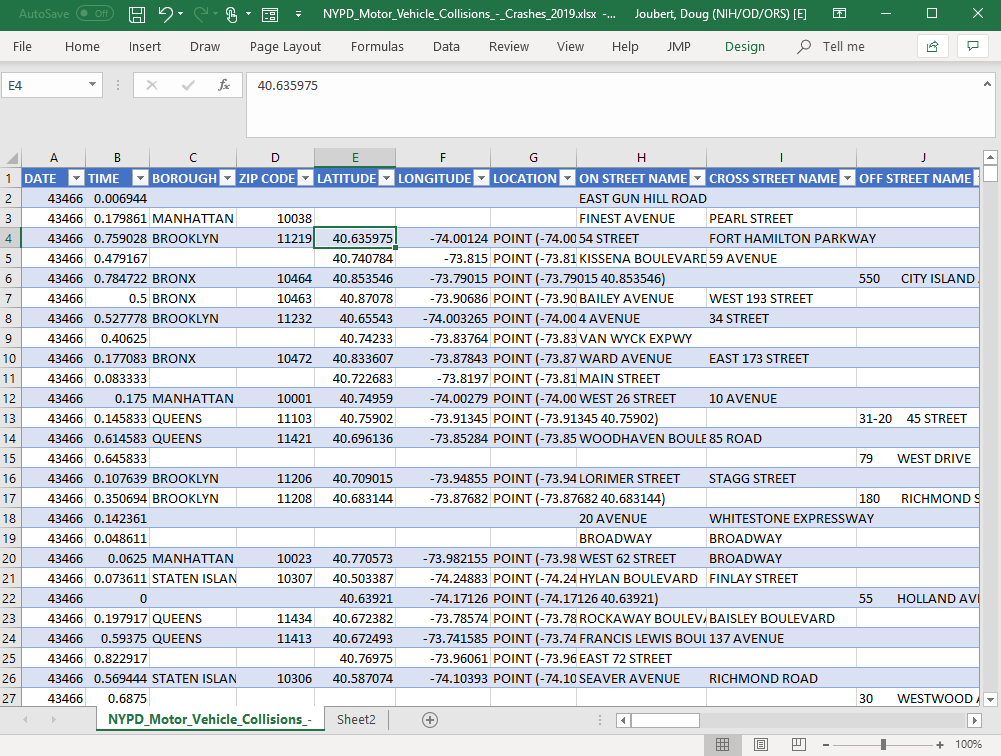 AutoSave Off NYPD_Motor_Vehicle_Collisions_-_Crashes_2019.xlsx -... Joubert, Doug (NIH/OD/ORS) [E]
File Home Insert Draw Page Layout Formulas Data Review View Help JMP Design Tell me
E4 fx 40.635975
A B C D E F G H I J
1 DATE TIME BOROUGH ZIP CODE LATITUDE LONGITUDE LOCATION ON STREET NAME CROSS STREET NAME OFF STREET NAME
2 43466 0.006944 EAST GUN HILL ROAD
3 43466 0.179861 MANHATTAN 10038 FINEST AVENUE PEARL STREET
4 43466 0.759028 BROOKLYN 11219 40.635975 -74.00124 POINT (-74.00 54 STREET FORT HAMILTON PARKWAY
5 43466 0.479167 40.740784 -73.815 POINT (-73.81 KISSENA BOULEVARD 59 AVENUE
6 43466 0.784722 BRONX 10464 40.853546 -73.79015 POINT (-73.79015 40.853546) 550 CITY ISLAND
7 43466 0.5 BRONX 10463 40.87078 -73.90686 POINT (-73.90 BAILEY AVENUE WEST 193 STREET
8 43466 0.527778 BROOKLYN 11232 40.65543 -74.003265 POINT (-74.00 4 AVENUE 34 STREET
9 43466 0.40625 40.74233 -73.83764 POINT (-73.83 VAN WYCK EXPWY
10 43466 0.177083 BRONX 10472 40.833607 -73.87843 POINT (-73.87 WARD AVENUE EAST 173 STREET
11 43466 0.083333 40.722683 -73.8197 POINT (-73.81 MAIN STREET
12 43466 0.175 MANHATTAN 10001 40.74959 -74.00279 POINT (-74.00 WEST 26 STREET 10 AVENUE
13 43466 0.145833 QUEENS 11103 40.75902 -73.91345 POINT (-73.91345 40.75902) 31-20 45 STREET
14 43466 0.614583 QUEENS 11421 40.696136 -73.85284 POINT (-73.85 WOODHAVEN BOULE 85 ROAD
15 43466 0.645833 79 WEST DRIVE
16 43466 0.107639 BROOKLYN 11206 40.709015 -73.94855 POINT (-73.94 LORIMER STREET STAGG STREET
17 43466 0.350694 BROOKLYN 11208 40.683144 -73.87682 POINT (-73.87682 40.683144) 180 RICHMOND S
18 43466 0.142361 20 AVENUE WHITESTONE EXPRESSWAY
19 43466 0.048611 BROADWAY BROADWAY
20 43466 0.0625 MANHATTAN 10023 40.770573 -73.982155 POINT (-73.98 WEST 62 STREET BROADWAY
21 43466 0.073611 STATEN ISLAN 10307 40.503387 -74.24883 POINT (-74.24 HYLAN BOULEVARD FINLAY STREET
22 43466 0 40.63921 -74.17126 POINT (-74.17126 40.63921) 55 HOLLAND AV
23 43466 0.197917 QUEENS 11434 40.672382 -73.78574 POINT (-73.78 ROCKAWAY BOULEV BAISLEY BOULEVARD
24 43466 0.59375 QUEENS 11413 40.672493 -73.741585 POINT (-73.74 FRANCIS LEWIS BOUL 137 AVENUE
25 43466 0.822917 40.76975 -73.96061 POINT (-73.96 EAST 72 STREET
26 43466 0.569444 STATEN ISLAN 10306 40.587074 -74.10393 POINT (-74.10 SEAVER AVENUE RICHMOND ROAD
27 43466 0.6875 30 WESTWOOD
NYPD_Motor_Vehicle_Collisions_- Sheet2
100%